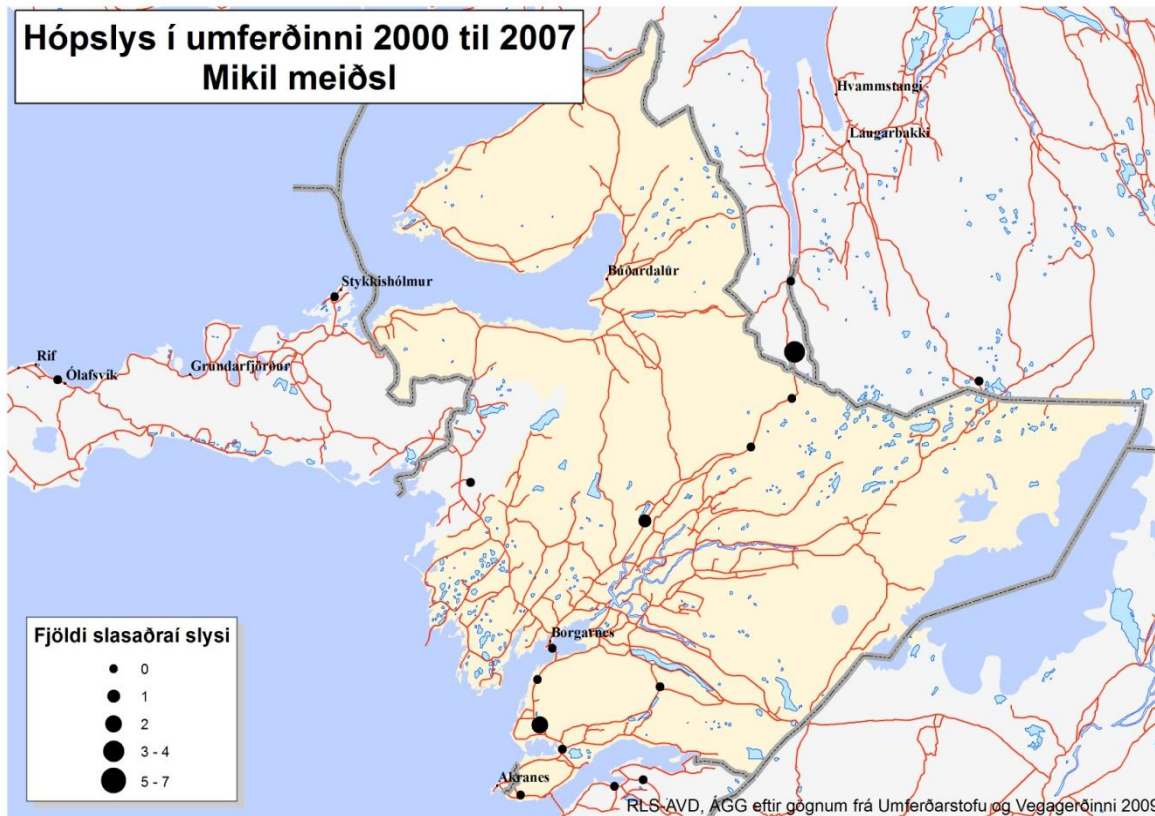 Hópslys í umferðinni 2000 til 2007
Mikil meiðsl
Hvammstangi
Laugarbakki
Búðardalur
Stykkishólmur
Rif
Ólafsvík
Grundarfjörður
Borgarnes
Akranes
Fjöldi slasaðraí slysi
0
1
2
3 - 4
5 - 7
RLS-AVD, ÁGG eftir gögnum frá Umferðarstofu og Vegagerðinni 2009